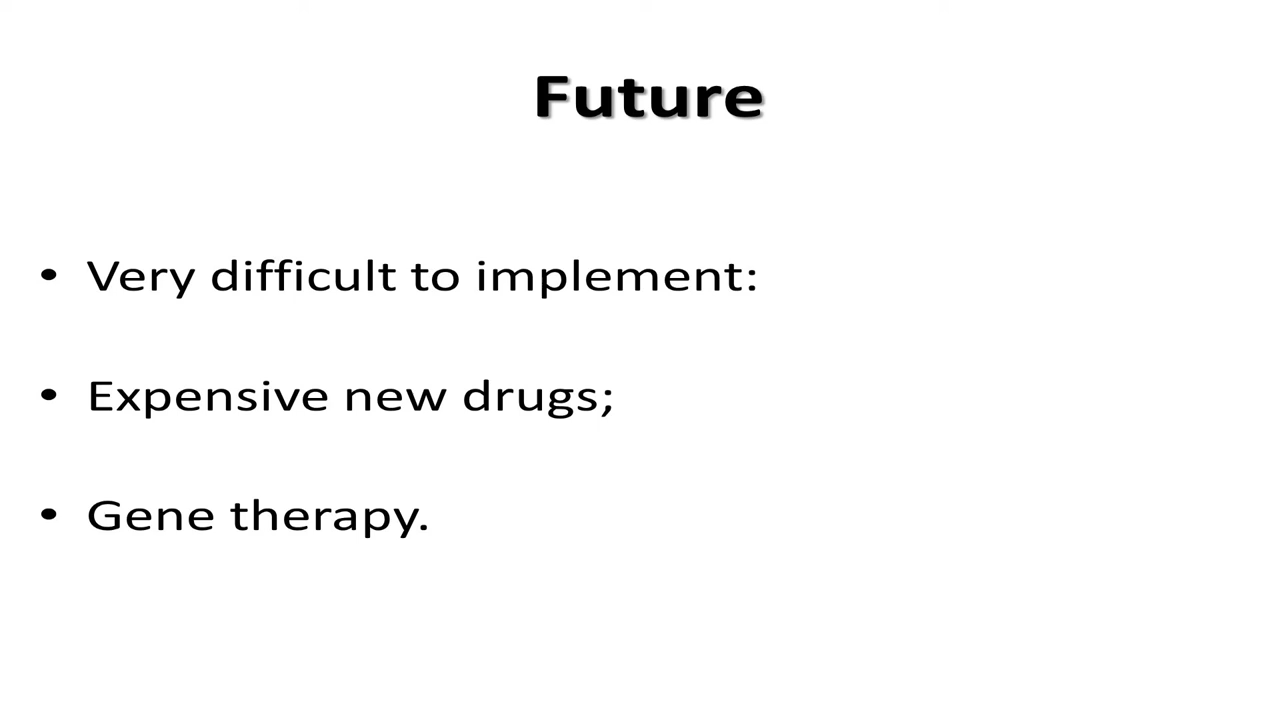 Future
• Very difficult to implement:
• Expensive new drugs;
• Gene therapy.